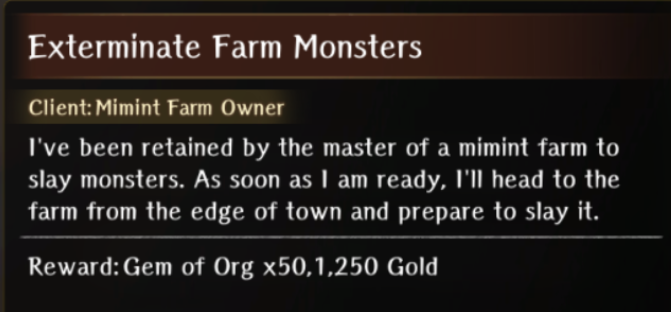 Exterminate Farm Monsters
Client:Mimint Farm Owner
I've been retained by the master of a mimint farm to
slay monsters. As soon as I am ready, I'll head to the
farm from the edge of town and prepare to slay it.
Reward:Gem of Org x50,1,250 Gold